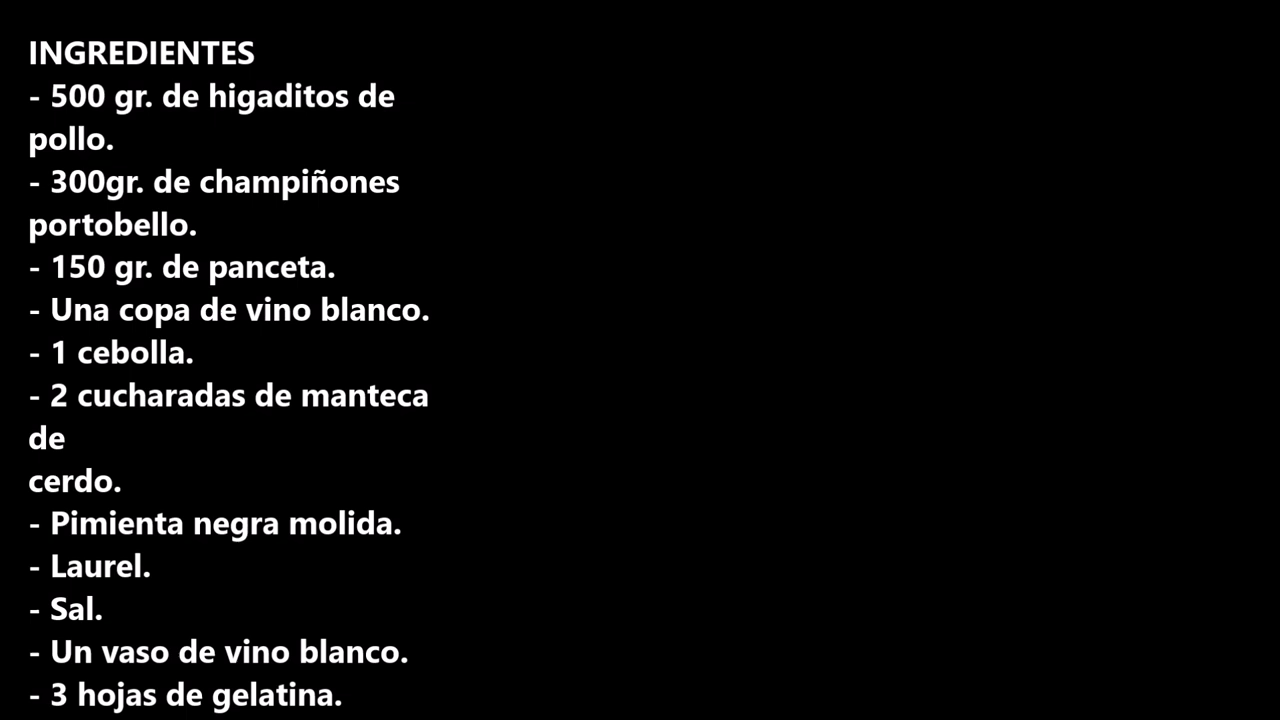 INGREDIENTES
- 500 gr. de higaditos de
pollo.
- 300gr. de champiñones
portobello.
- 150 gr. de panceta.
- Una copa de vino blanco.
- 1 cebolla.
- 2 cucharadas de manteca
de
cerdo.
- Pimienta negra molida.
- Laurel.
- Sal.
- Un vaso de vino blanco.
- 3 hojas de gelatina.